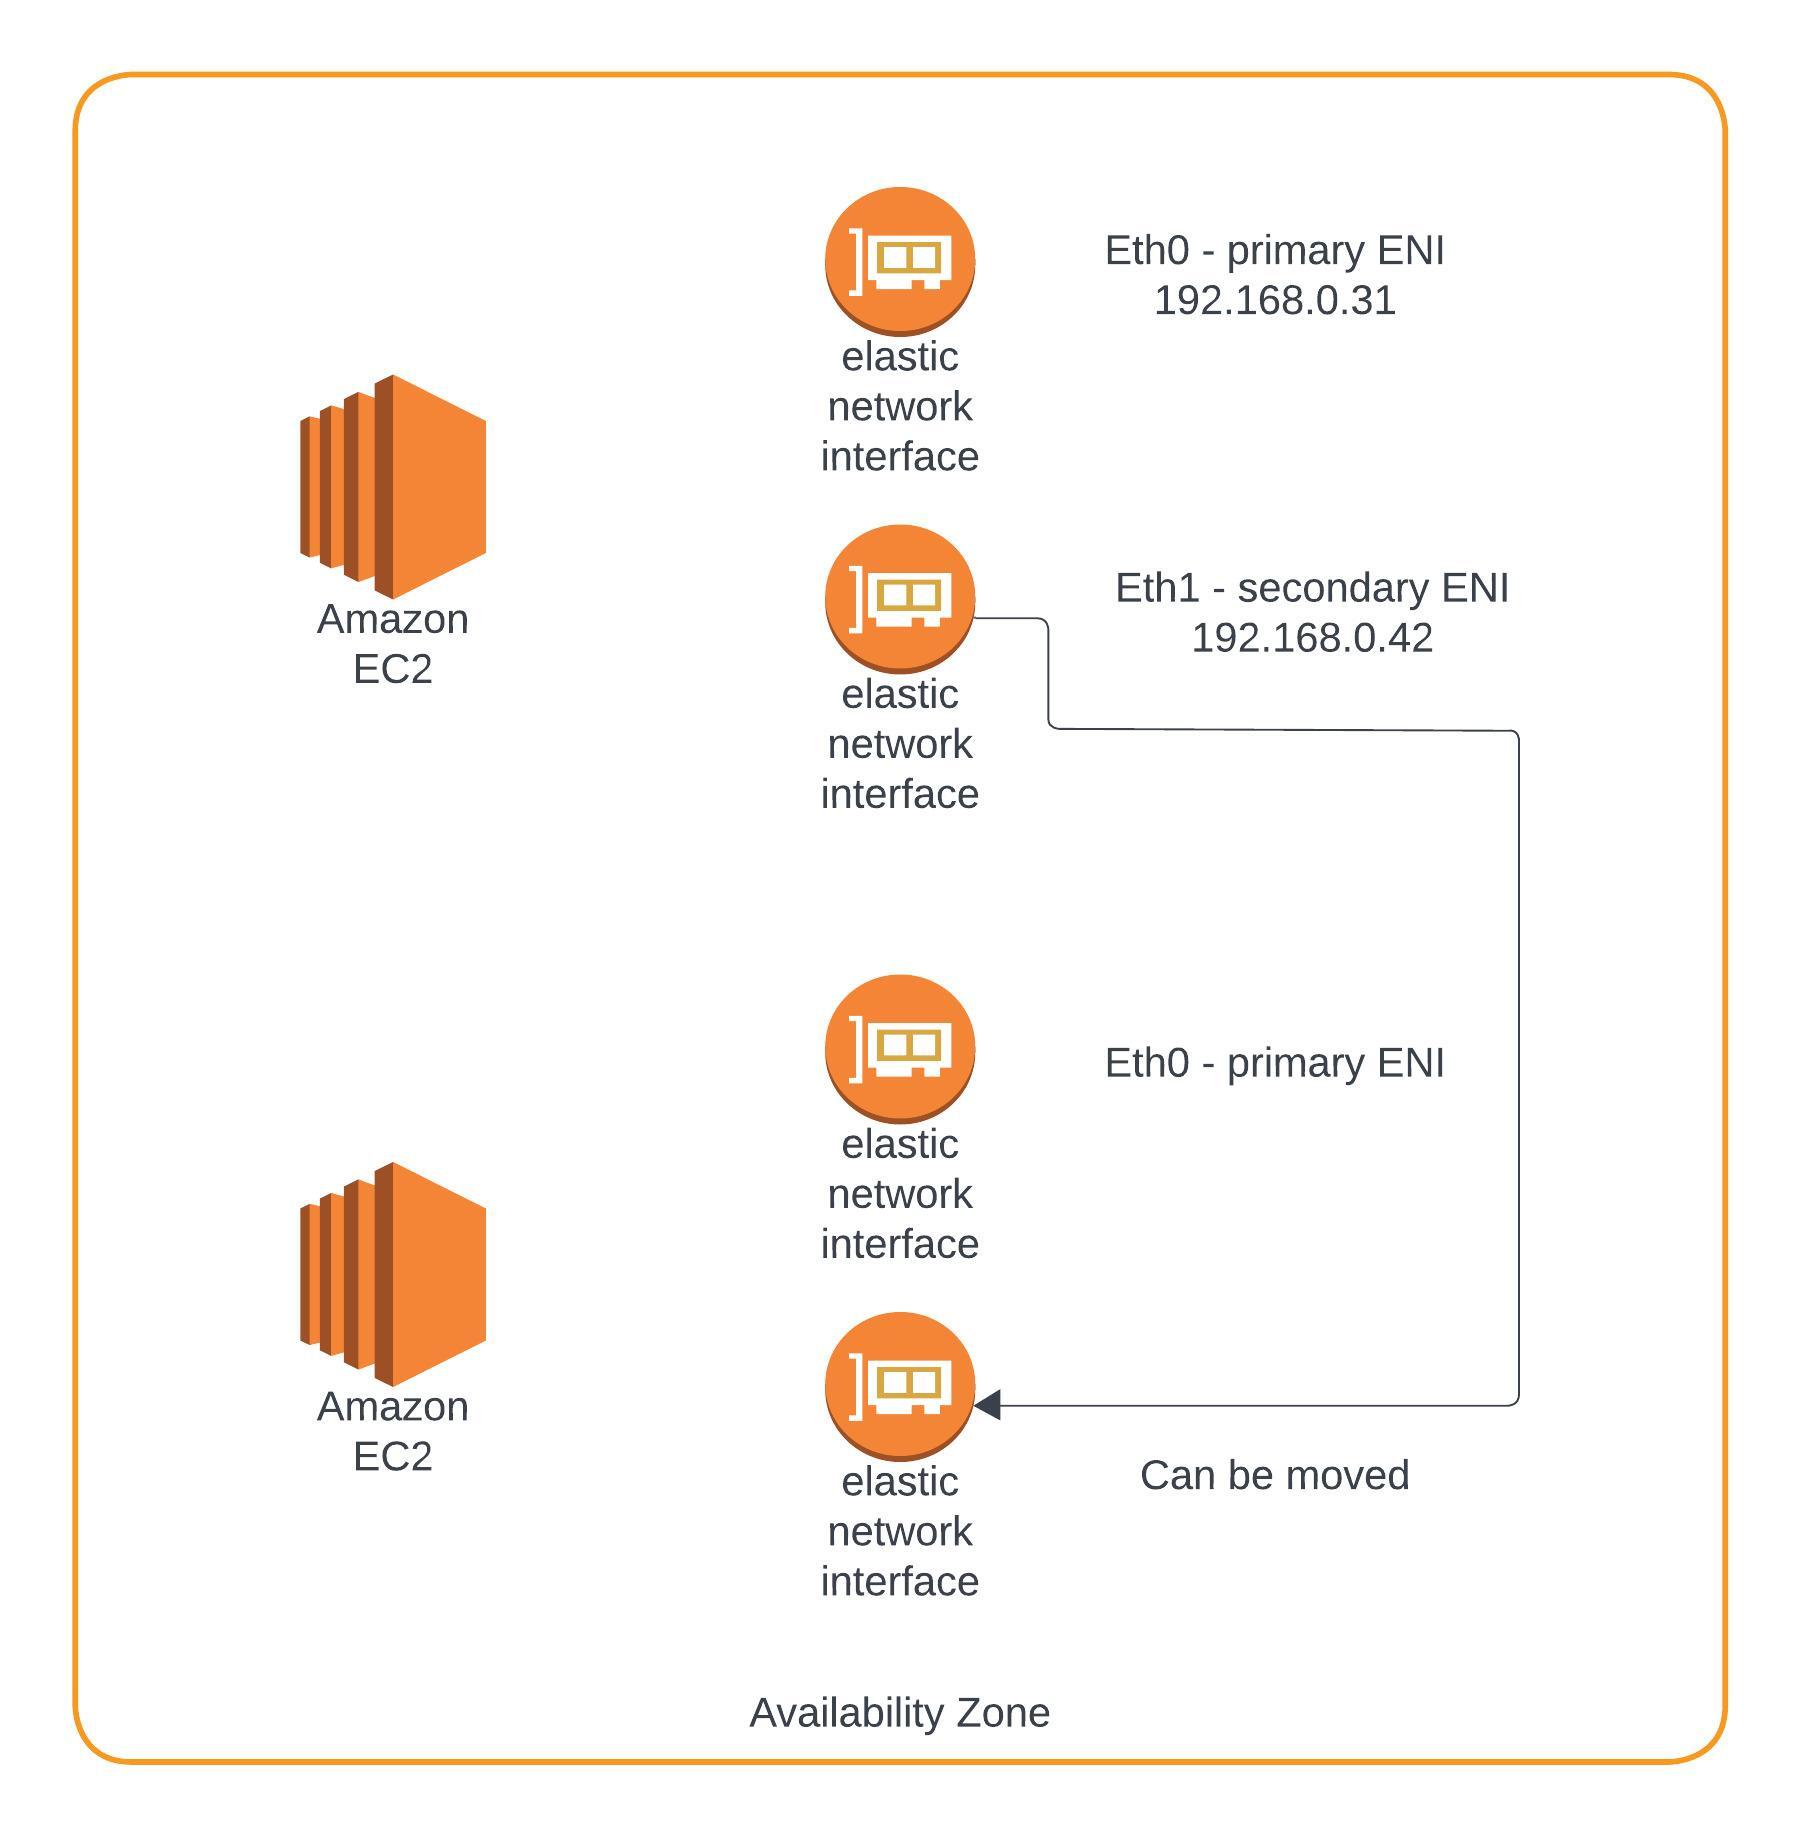 Eth0 - primary ENI
192.168.0.31
elastic
network
interface
Amazon
EC2
Eth1 - secondary ENI
192.168.0.42
elastic
network
interface
Eth0 - primary ENI
elastic
network
interface
Amazon
EC2
Can be moved
elastic
network
interface
Availability Zone